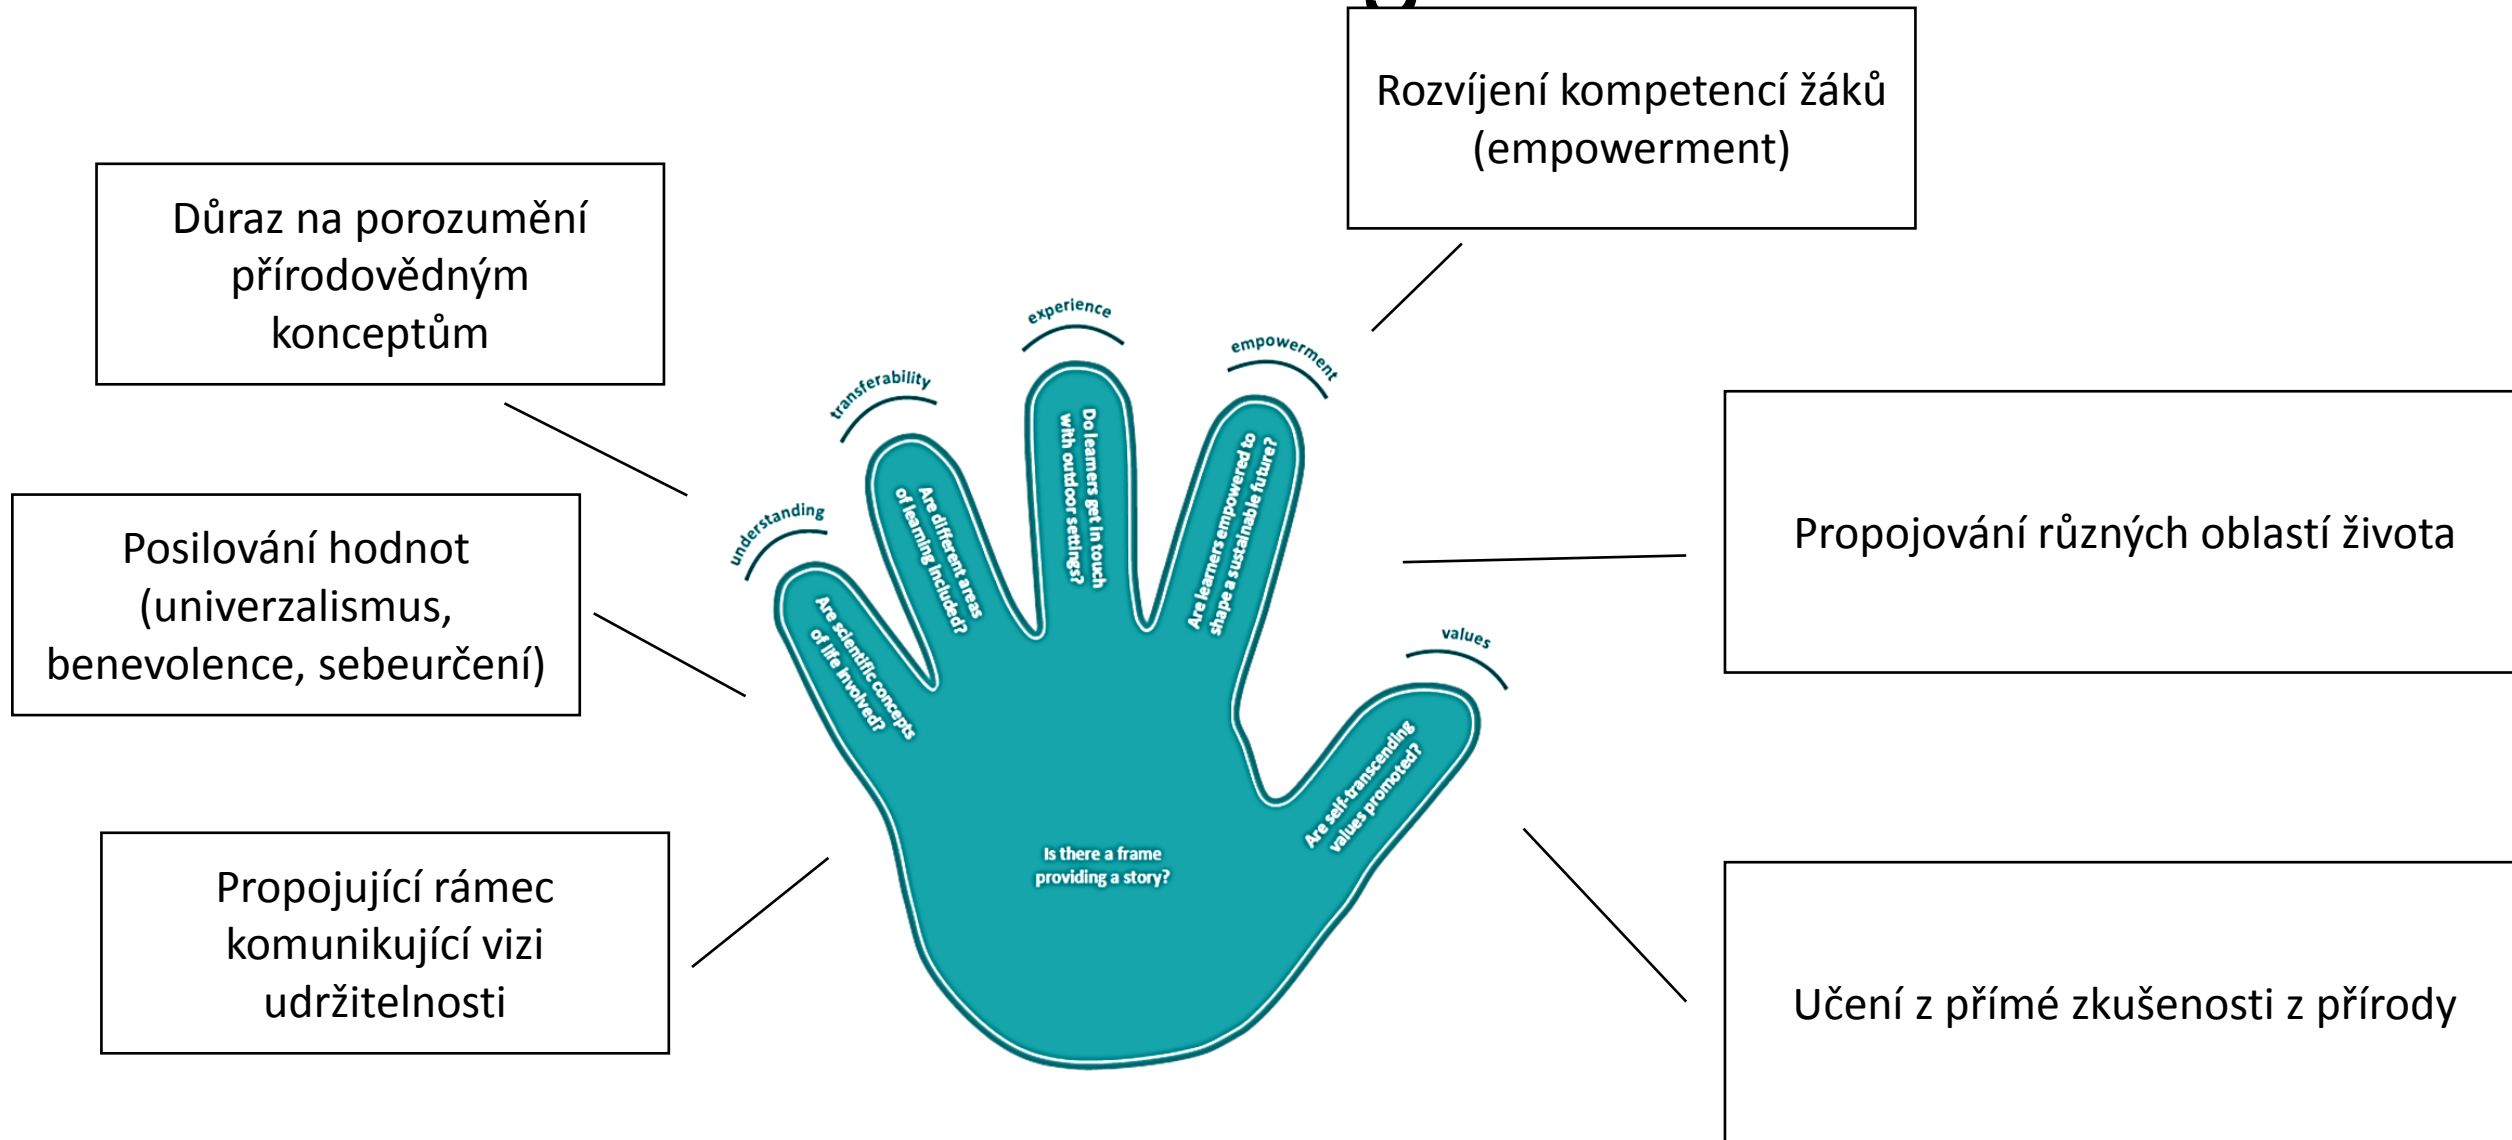 Rozvíjení kompetencí žáků
(empowerment)
Důraz na porozumění
přírodovědným
konceptům
Posilování hodnot
(univerzalismus,
benevolence, sebeurčení)
Propojující rámec
komunikující vizi
udržitelnosti
understanding
Are scientific concepts
of life involved?
transferability
Are different areas
of learning included?
experience
Do learners get in touch
with outdoor settings?
empowerment
Are learners empowered to
shape a sustainable future?
values
Are self-transcending
values promoted?
Is there a frame
providing a story?
Propojování různých oblastí života
Učení z přímé zkušenosti z přírody